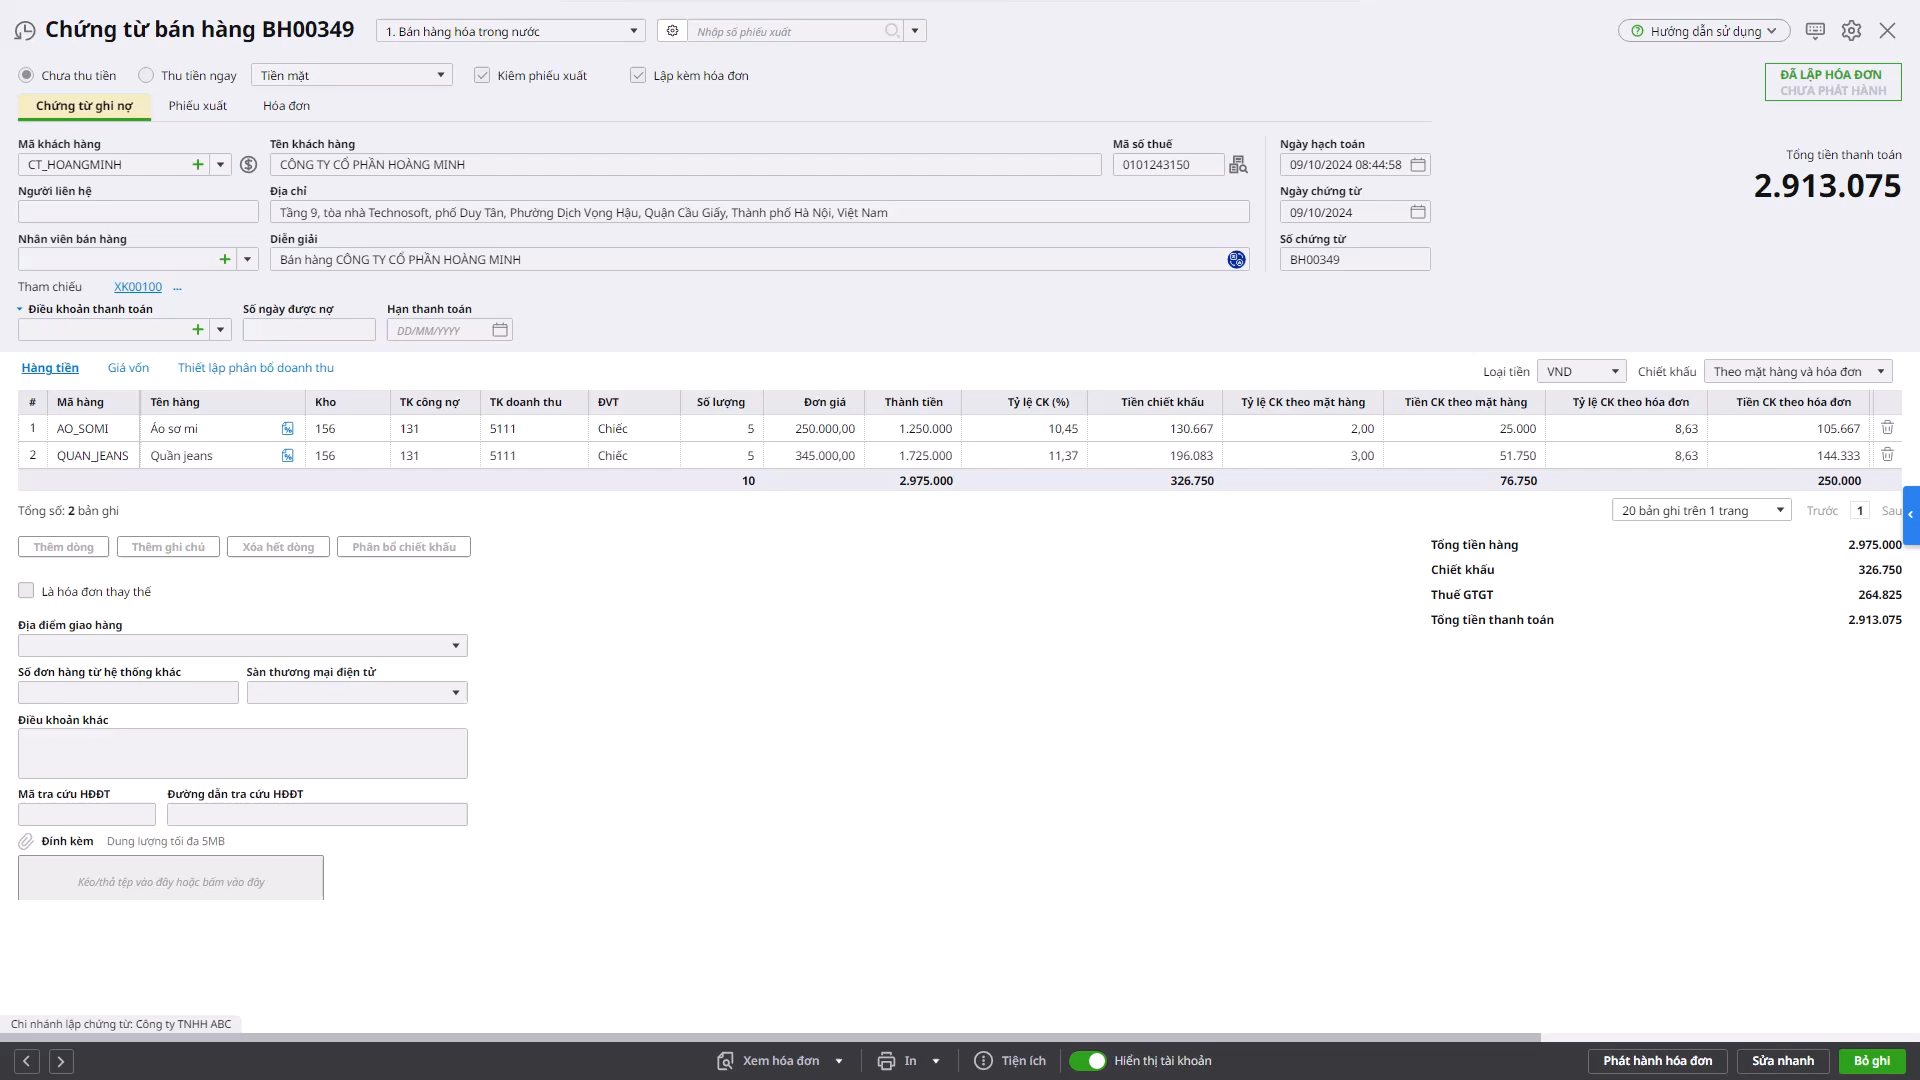 Chứng từ bán hàng BH00349
1. Bán hàng hóa trong nước
Nhập số phiếu xuất
Hướng dẫn sử dụng
Chưa thu tiền
Thu tiền ngay
Tiền mặt
Kiêm phiếu xuất
Lập kèm hóa đơn
ĐÃ LẬP HÓA ĐƠN
CHƯA PHÁT HÀNH
Chứng từ ghi nợ
Phiếu xuất
Hóa đơn
Mã khách hàng
Tên khách hàng
Mã số thuế
Ngày hạch toán
CT_HOANGMINH
CÔNG TY CỔ PHẦN HOÀNG MINH
0101243150
09/10/2024 08:44:58
Tổng tiền thanh toán
2.913.075
Người liên hệ
Địa chỉ
Ngày chứng từ
Tầng 9, tòa nhà Technosoft, phố Duy Tân, Phường Dịch Vọng Hậu, Quận Cầu Giấy, Thành phố Hà Nội, Việt Nam
09/10/2024
Nhân viên bán hàng
Diễn giải
Số chứng từ
Bán hàng CÔNG TY CỔ PHẦN HOÀNG MINH
BH00349
Tham chiếu XK00100 ...
Điều khoản thanh toán
Số ngày được nợ
Hạn thanh toán
DD/MM/YYYY
Hàng tiền
Giá vốn
Thiết lập phân bổ doanh thu
Loại tiền VND
Chiết khấu Theo mặt hàng và hóa đơn
# Mã hàng Tên hàng Kho TK công nợ TK doanh thu ĐVT Số lượng Đơn giá Thành tiền Tỷ lệ CK (%) Tiền chiết khấu Tỷ lệ CK theo mặt hàng Tiền CK theo mặt hàng Tỷ lệ CK theo hóa đơn Tiền CK theo hóa đơn
1 AO_SOMI Áo sơ mi 156 131 5111 Chiếc 5 250.000,00 1.250.000 10,45 130.667 2,00 25.000 8,63 105.667
2 QUAN_JEANS Quần jeans 156 131 5111 Chiếc 5 345.000,00 1.725.000 11,37 196.083 3,00 51.750 8,63 144.333
10 2.975.000 326.750 76.750 250.000
Tổng số: 2 bản ghi
20 bản ghi trên 1 trang
Trước 1 Sau
Thêm dòng
Thêm ghi chú
Xóa hết dòng
Phân bổ chiết khấu
Tổng tiền hàng 2.975.000
Chiết khấu 326.750
Thuế GTGT 264.825
Tổng tiền thanh toán 2.913.075
Là hóa đơn thay thế
Địa điểm giao hàng
Số đơn hàng từ hệ thống khác
Sàn thương mại điện tử
Điều khoản khác
Mã tra cứu HĐĐT
Đường dẫn tra cứu HĐĐT
Đính kèm Dung lượng tối đa 5MB
Kéo/thả tệp vào đây hoặc bấm vào đây
Chi nhánh lập chứng từ: Công ty TNHH ABC
Xem hóa đơn
In
Tiện ích
Hiển thị tài khoản
Phát hành hóa đơn
Sửa nhanh
Bỏ ghi